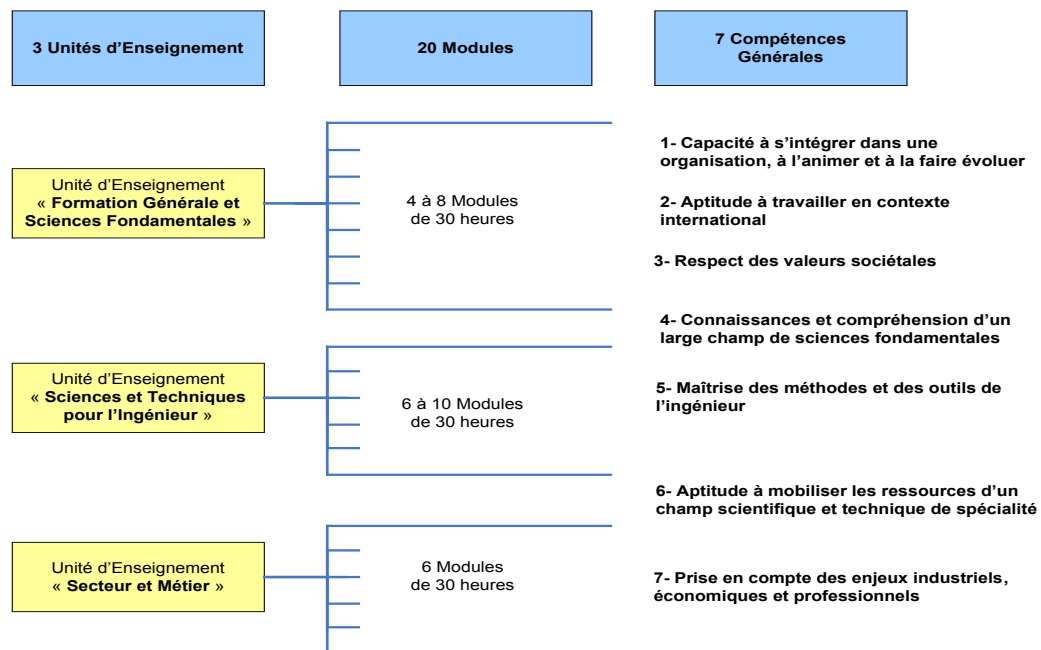 3 Unités d’Enseignement
20 Modules
7 Compétences
Générales
Unité d’Enseignement
« Formation Générale et
Sciences Fondamentales »
4 à 8 Modules
de 30 heures
1- Capacité à s’intégrer dans une
organisation, à l’animer et à la faire évoluer
2- Aptitude à travailler en contexte
international
3- Respect des valeurs sociétales
4- Connaissances et compréhension d’un
large champ de sciences fondamentales
Unité d’Enseignement
« Sciences et Techniques
pour l’Ingénieur »
6 à 10 Modules
de 30 heures
5- Maîtrise des méthodes et des outils de
l’ingénieur
6- Aptitude à mobiliser les ressources d’un
champ scientifique et technique de spécialité
Unité d’Enseignement
« Secteur et Métier »
6 Modules
de 30 heures
7- Prise en compte des enjeux industriels,
économiques et professionnels